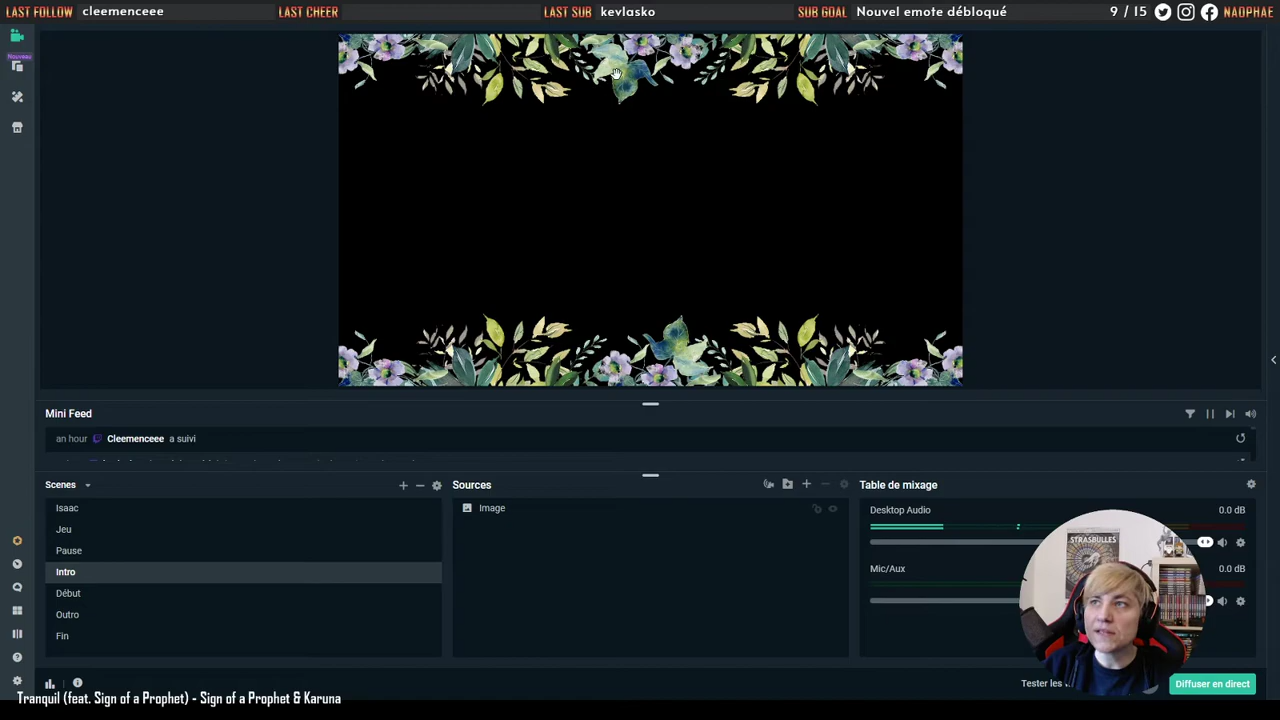 LAST FOLLOW cleemenceee LAST CHEER LAST SUB kevlasko SUB GOAL Nouvel emote débloqué 9 / 15 NAOPHAE
Nouveau
Mini Feed
an hour Cleemenceee a suivi
Scenes Sources Table de mixage
Isaac
Jeu
Pause
Intro
Début
Outro
Fin
Image
Desktop Audio 0.0 dB
Mic/Aux 0.0 dB
STRASBULLES
Tester les Diffuser en direct
Tranquil (feat. Sign of a Prophet) - Sign of a Prophet & Karuna